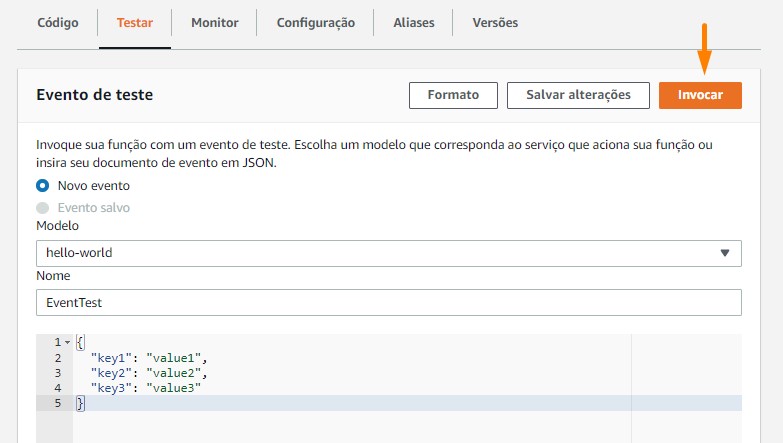 Código Testar Monitor Configuração Aliases Versões
Evento de teste Formato Salvar alterações Invocar
Invoque sua função com um evento de teste. Escolha um modelo que corresponda ao serviço que aciona sua função ou
insira seu documento de evento em JSON.
Novo evento
Evento salvo
Modelo
hello-world
Nome
EventTest
1 {
2 "key1": "value1",
3 "key2": "value2",
4 "key3": "value3"
5 }